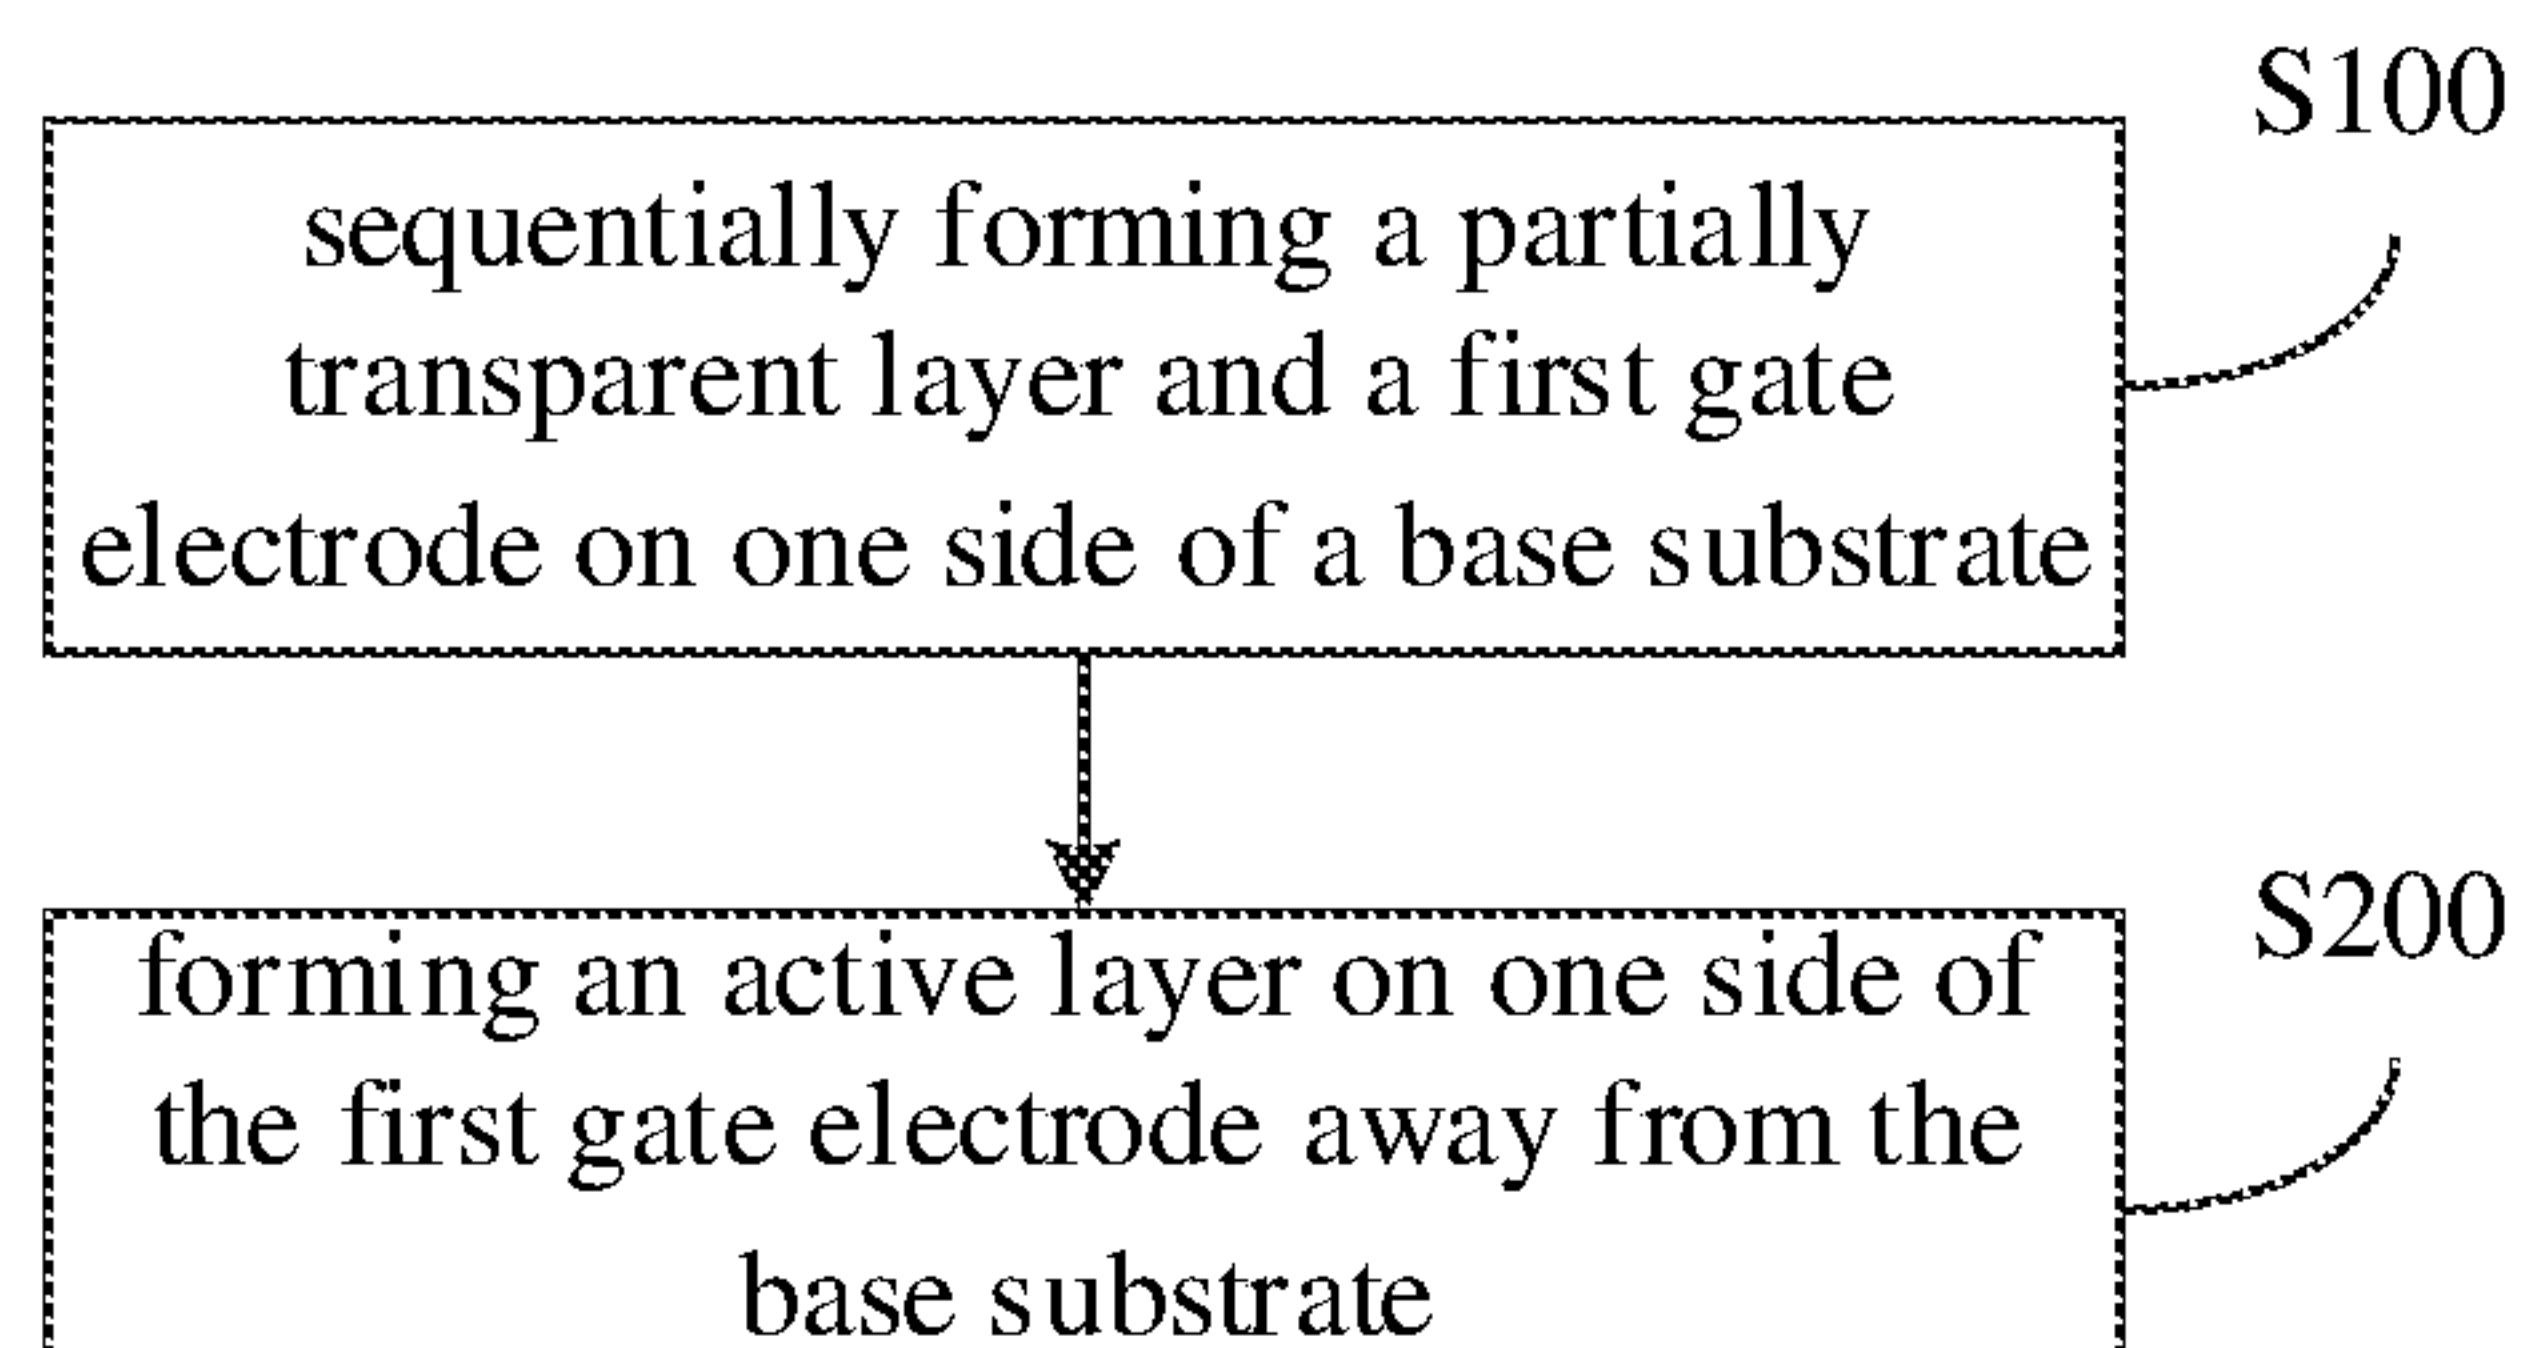 S100
sequentially forming a partially
transparent layer and a first gate
electrode on one side of a base substrate
S200
forming an active layer on one side of
the first gate electrode away from the
base substrate